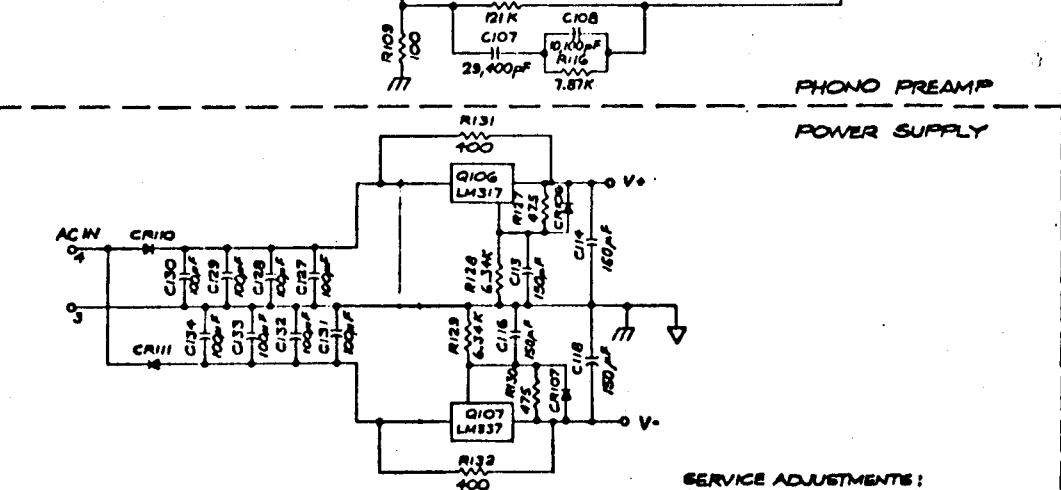 121K
C108
C107
10,100pF
R116
29,400pF
7.87K
R109
100
PHONO PREAMP
POWER SUPPLY
R131
400
Q106
LM317
V+
R127
475
CR106
C114
160µF
AC IN
4
CR110
C130
100µF
C129
100µF
C128
100µF
C127
100µF
R128
6.34K
C113
150µF
3
C134
100µF
C133
100µF
C132
100µF
C131
100µF
CR111
R129
6.34K
C116
150µF
C118
150µF
R130
475
CR107
Q107
LM337
V-
R132
400
SERVICE ADJUSTMENTS: